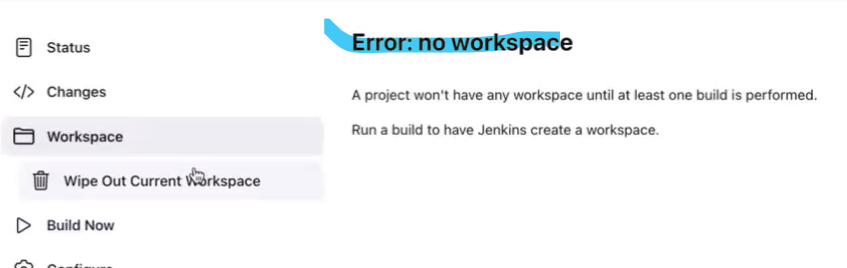 Status
Changes
Workspace
Wipe Out Current Workspace
Build Now
Configure
Error: no workspace
A project won't have any workspace until at least one build is performed.
Run a build to have Jenkins create a workspace.